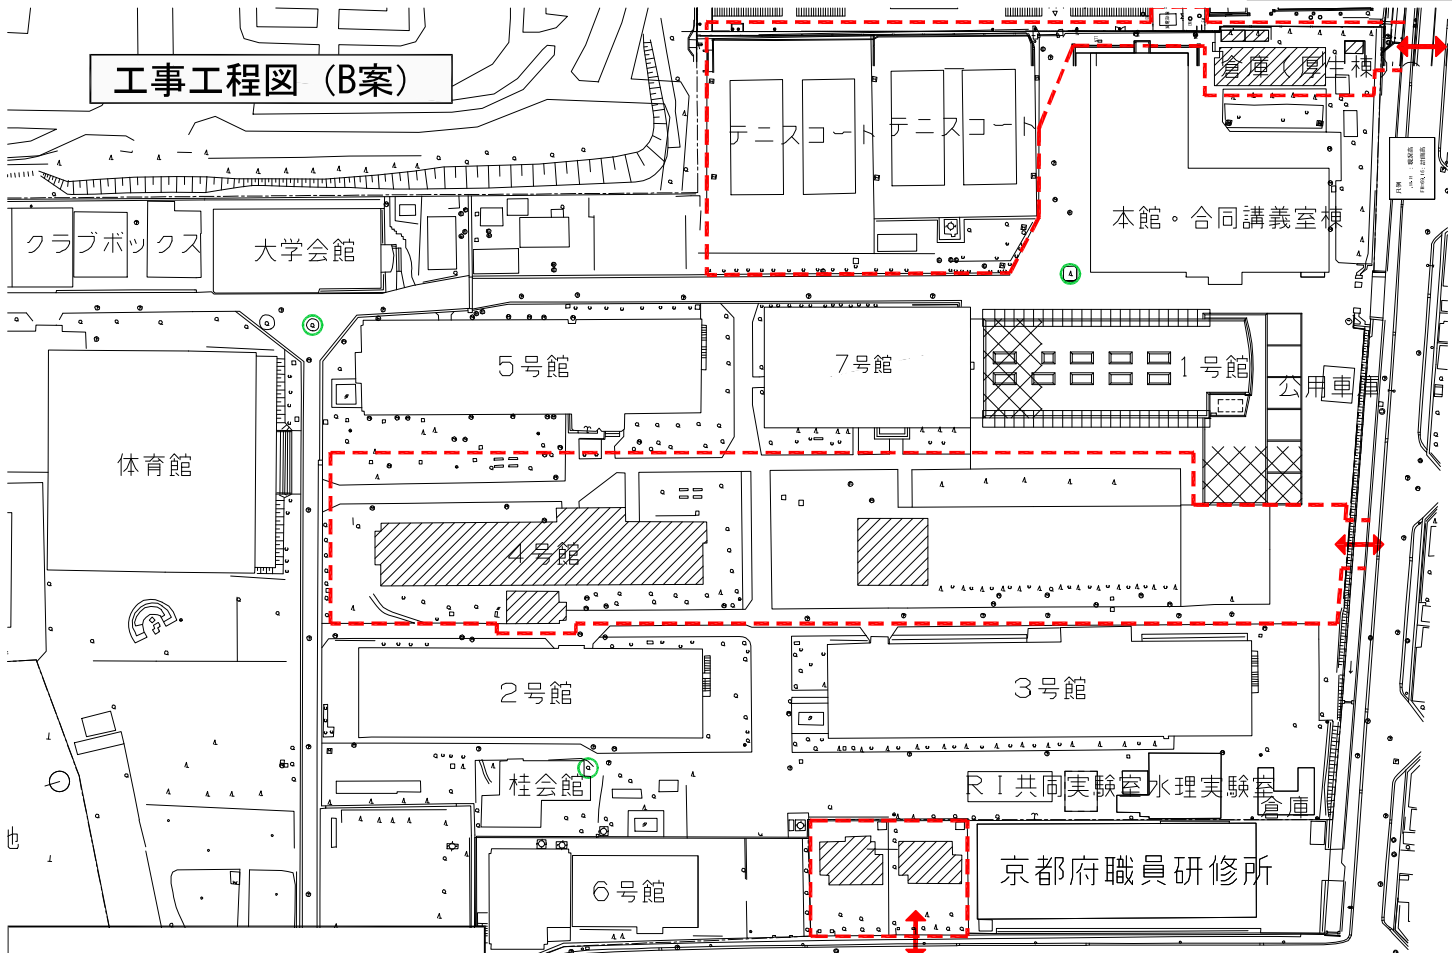 工事工程図（B案）
倉庫（厚生棟）
テニスコート
テニスコート
本館・合同講義室棟
クラブボックス
大学会館
5号館
7号館
1号館
公用車庫
体育館
4号館
2号館
3号館
桂会館
RI共同実験室
水理実験室
倉庫
6号館
京都府職員研修所